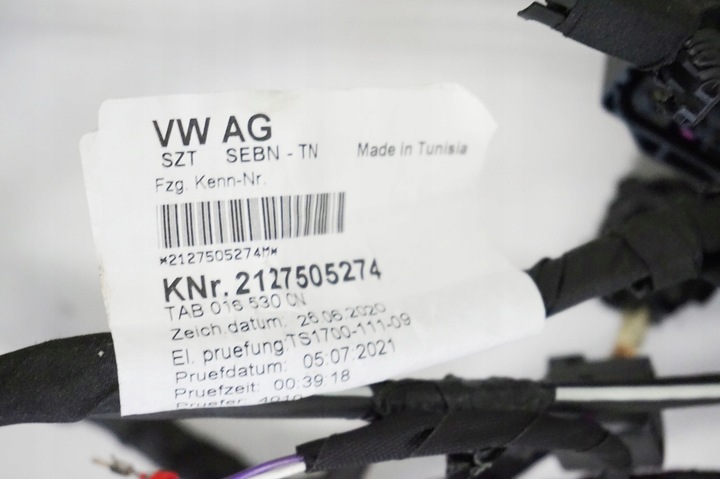 VW AG
SZT SEBN - TN Made in Tunisia
Fzg. Kenn-Nr.
*2127505274M*
KNr. 2127505274
TAB 016 530
Zeich.datum: 26.06.2020
El. pruefung:TS1700-111-09
Pruefdatum: 05:07:2021
Pruefzeit: 00:39:18
Pruefer: